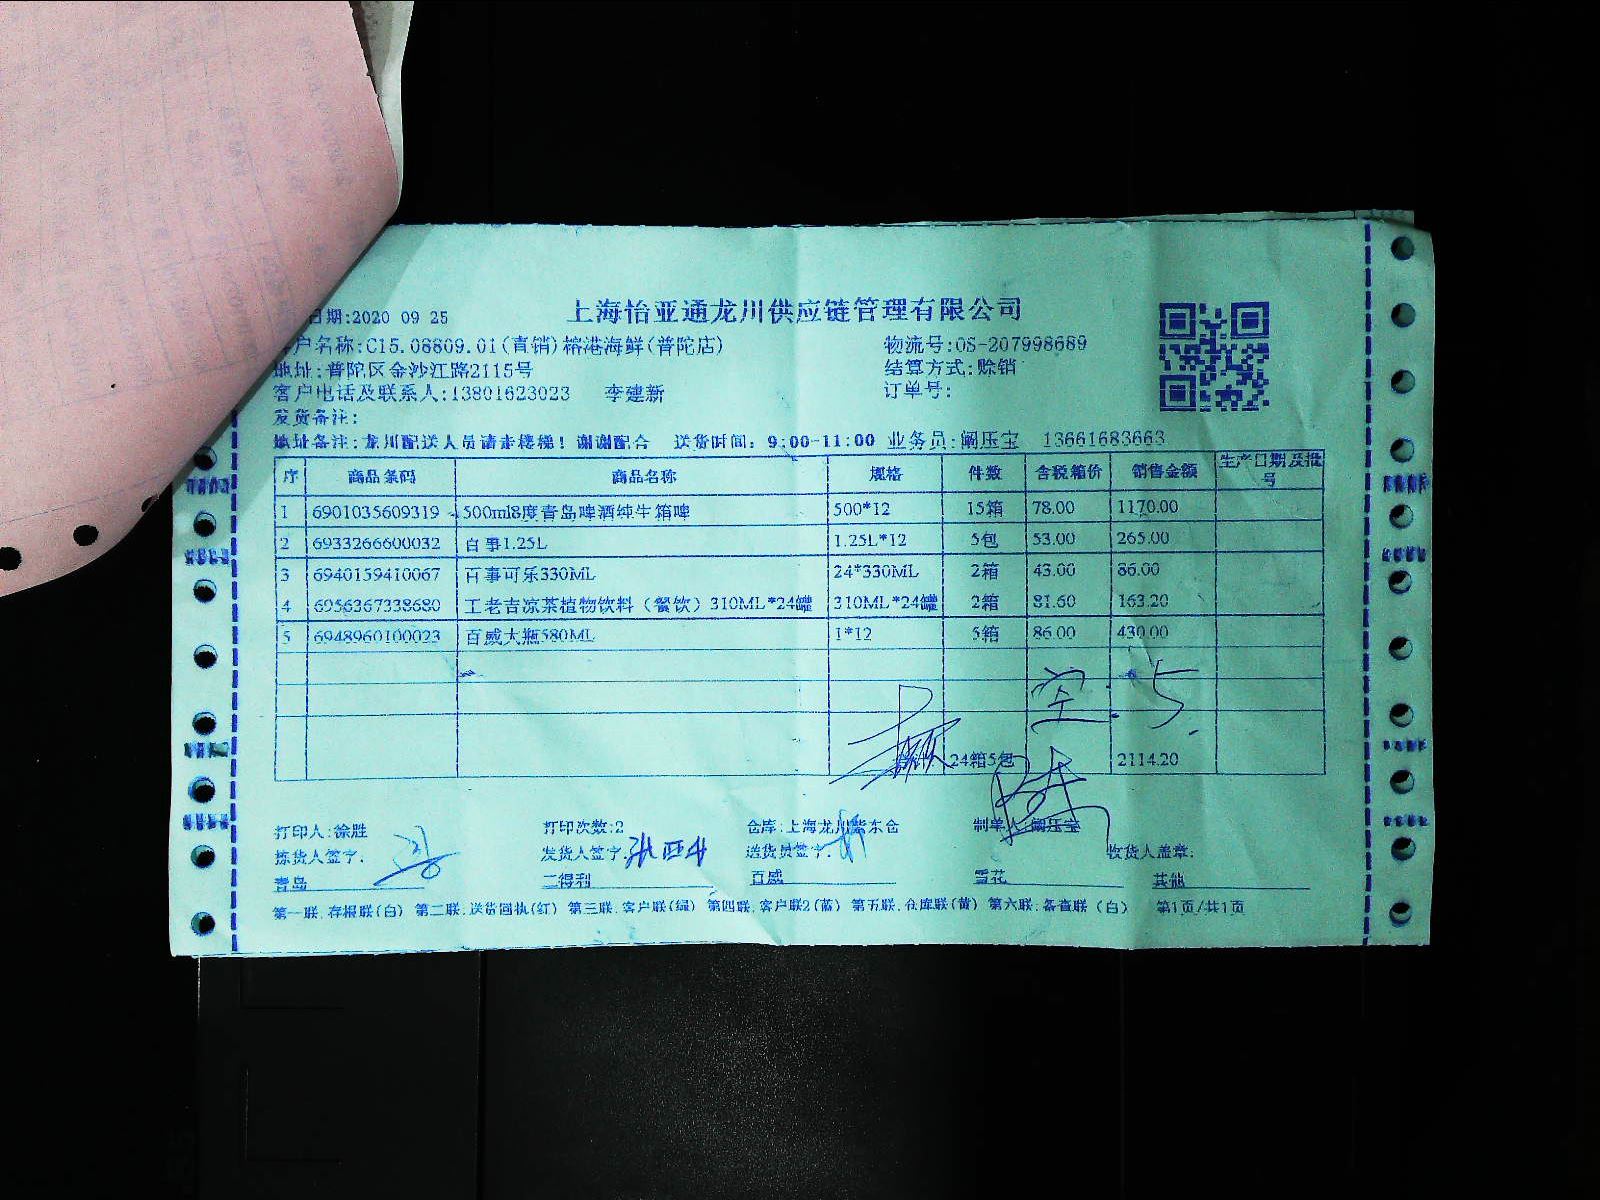 上海怡亚通龙川供应链管理有限公司
日期:2020 09 25
户名称:C15.08809.01(直销)榕港海鲜(普陀店) 物流号:OS-207998689
地址:普陀区金沙江路2115号 结算方式:赊销
客户电话及联系人:13801623023 李建新 订单号:
发货备注:
地址备注:龙川配送人员请走楼梯！谢谢配合 送货时间: 9:00-11:00 业务员:阚压宝 13661683663
序 商品条码 商品名称 规格 件数 含税箱价 销售金额 生产日期及批号
1 6901035609319 500ml8度青岛啤酒纯生箱啤 500*12 15箱 78.00 1170.00
2 6933266600032 百事1.25L 1.25L*12 5包 53.00 265.00
3 6940159410067 百事可乐330ML 24*330ML 2箱 43.00 86.00
4 6956367338680 王老吉凉茶植物饮料（餐饮）310ML*24罐 310ML*24罐 2箱 81.60 163.20
5 6948960100023 百威大瓶580ML 1*12 5箱 86.00 430.00
空 5
24箱5包 2114.20
打印人:徐胜 打印次数:2 仓库:上海龙川紫东仓 制单人:阚压宝
拣货人签字: 发货人签字: 送货员签字: 收货人盖章:
青岛 三得利 百威 雪花 其他
第一联:存根联(白) 第二联:送货回执(红) 第三联:客户联(绿) 第四联:客户联2(蓝) 第五联:仓库联(黄) 第六联:备查联（白） 第1页/共1页